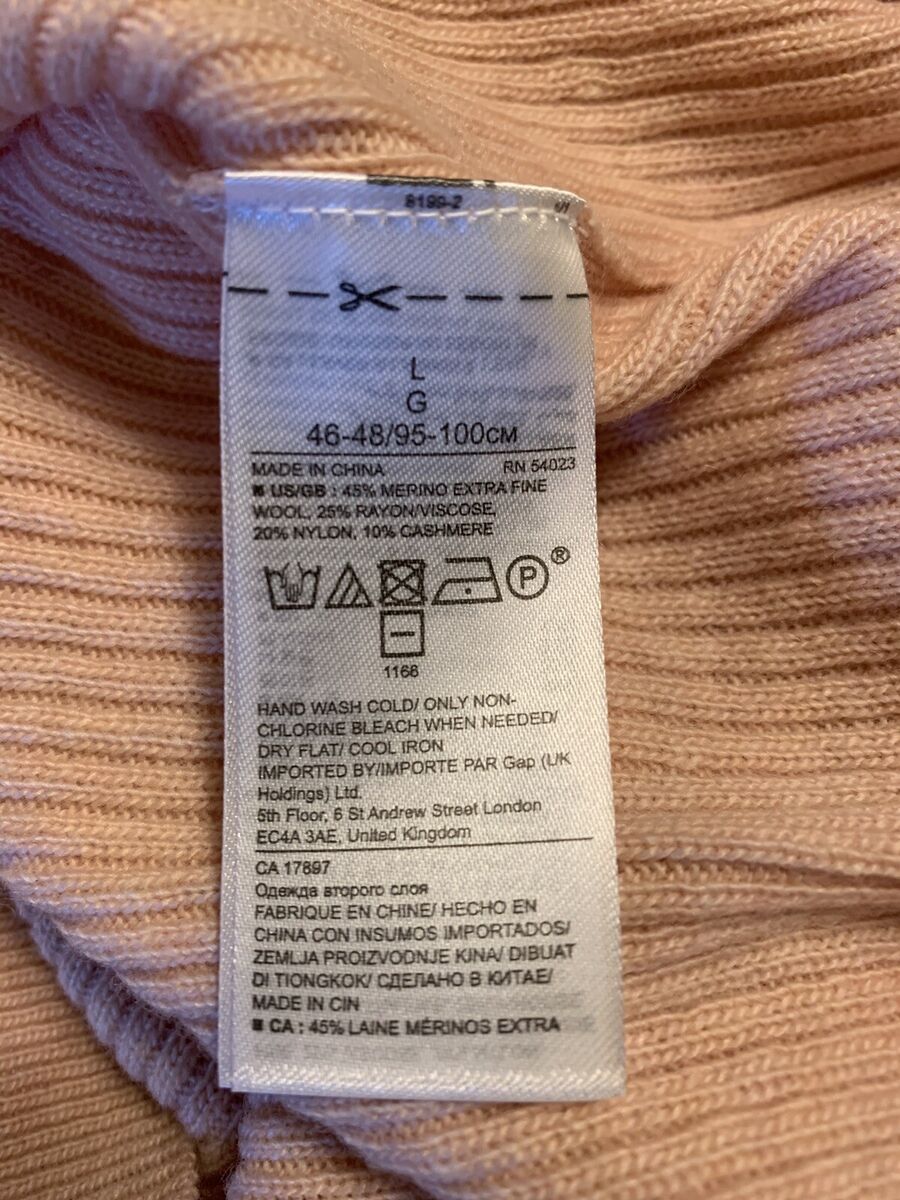 8199-2
L
G
46-48/95-100CM
MADE IN CHINA RN 54023
US/GB : 45% MERINO EXTRA FINE
WOOL, 25% RAYON/VISCOSE,
20% NYLON, 10% CASHMERE
P®
1166
HAND WASH COLD/ ONLY NON-
CHLORINE BLEACH WHEN NEEDED/
DRY FLAT/ COOL IRON
IMPORTED BY/IMPORTE PAR Gap (UK
Holdings) Ltd.
5th Floor, 6 St Andrew Street London
EC4A 3AE, United Kingdom
CA 17897
Одежда второго слоя
FABRIQUE EN CHINE/ HECHO EN
CHINA CON INSUMOS IMPORTADOS/
ZEMLJA PROIZVODNJE KINA/ DIBUAT
DI TIONGKOK/ СДЕЛАНО В КИТАЕ/
MADE IN CIN
CA : 45% LAINE MÉRINOS EXTRA